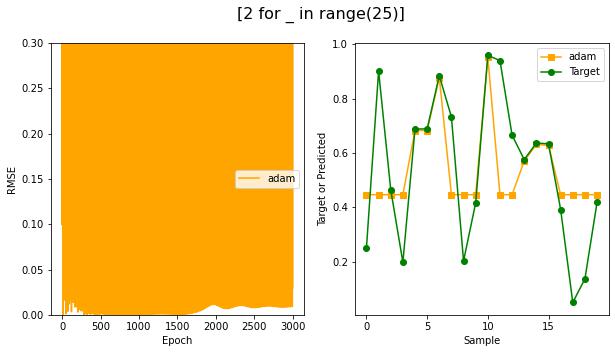 [2 for _ in range(25)]
0.30
0.25
0.20
0.15
0.10
0.05
0.00
RMSE
adam
0
500
1000
1500
2000
2500
3000
Epoch
1.0
0.8
0.6
0.4
0.2
Target or Predicted
adam
Target
0
5
10
15
Sample